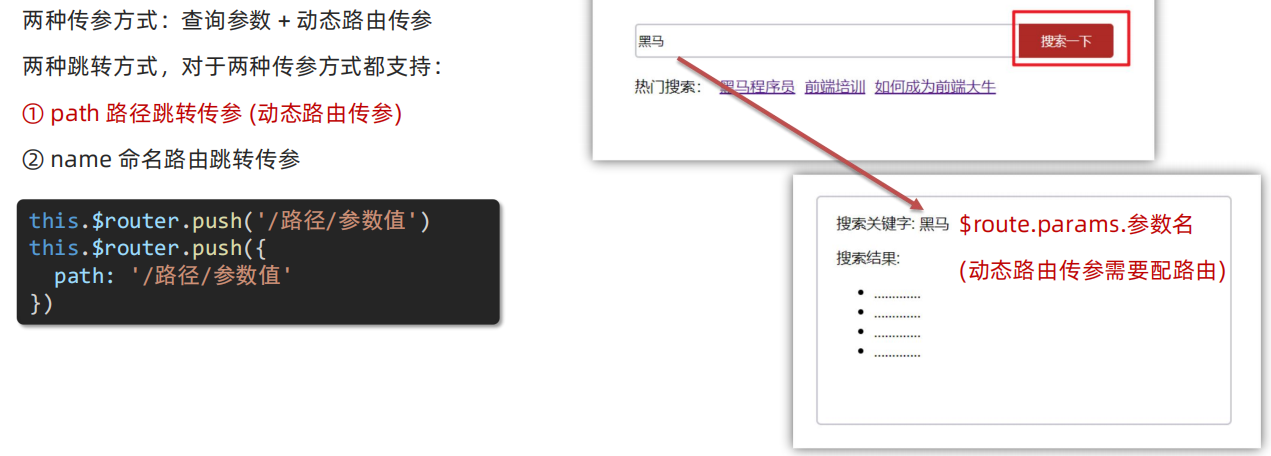 两种传参方式：查询参数 + 动态路由传参
两种跳转方式，对于两种传参方式都支持：
① path 路径跳转传参 (动态路由传参)
② name 命名路由跳转传参
this.$router.push('/路径/参数值')
this.$router.push({
  path: '/路径/参数值'
})
黑马
搜索一下
热门搜索： 黑马程序员 前端培训 如何成为前端大牛
搜索关键字: 黑马 $route.params.参数名
搜索结果:
(动态路由传参需要配路由)
• .............
• .............
• .............
• .............